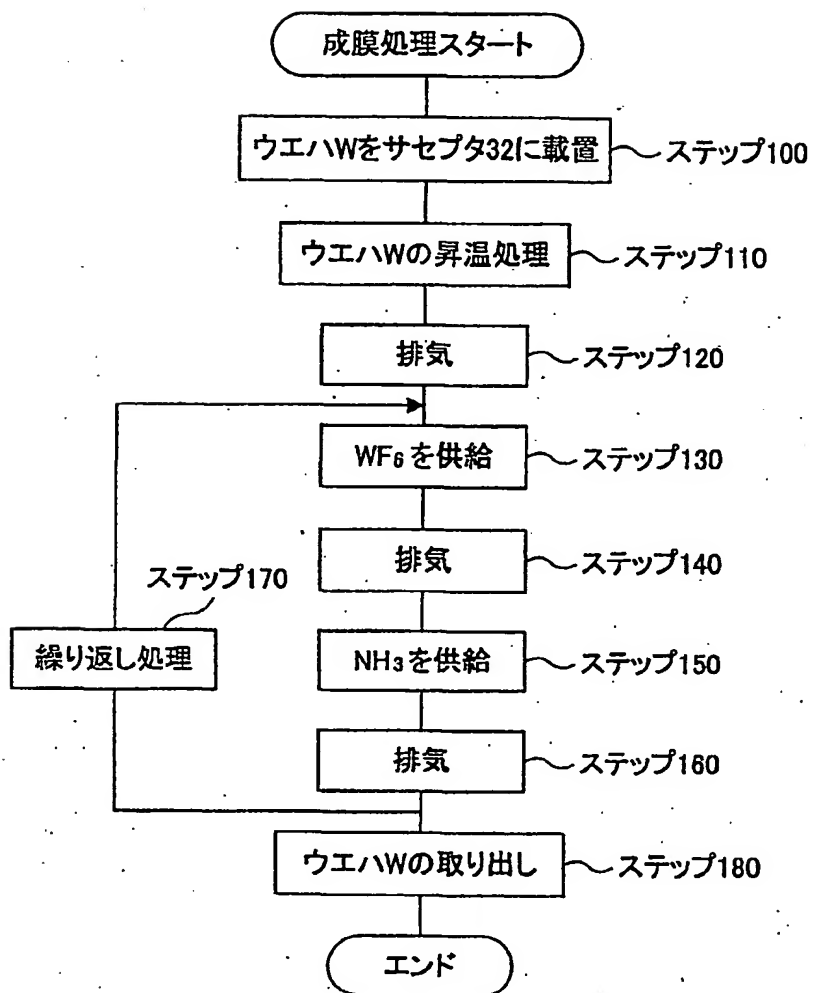 成膜処理スタート
ウエハWをサセプタ32に載置
ステップ100
ウエハWの昇温処理
ステップ110
排気
ステップ120
WF₆を供給
ステップ130
排気
ステップ140
ステップ170
繰り返し処理
NH₃を供給
ステップ150
排気
ステップ160
ウエハWの取り出し
ステップ180
エンド